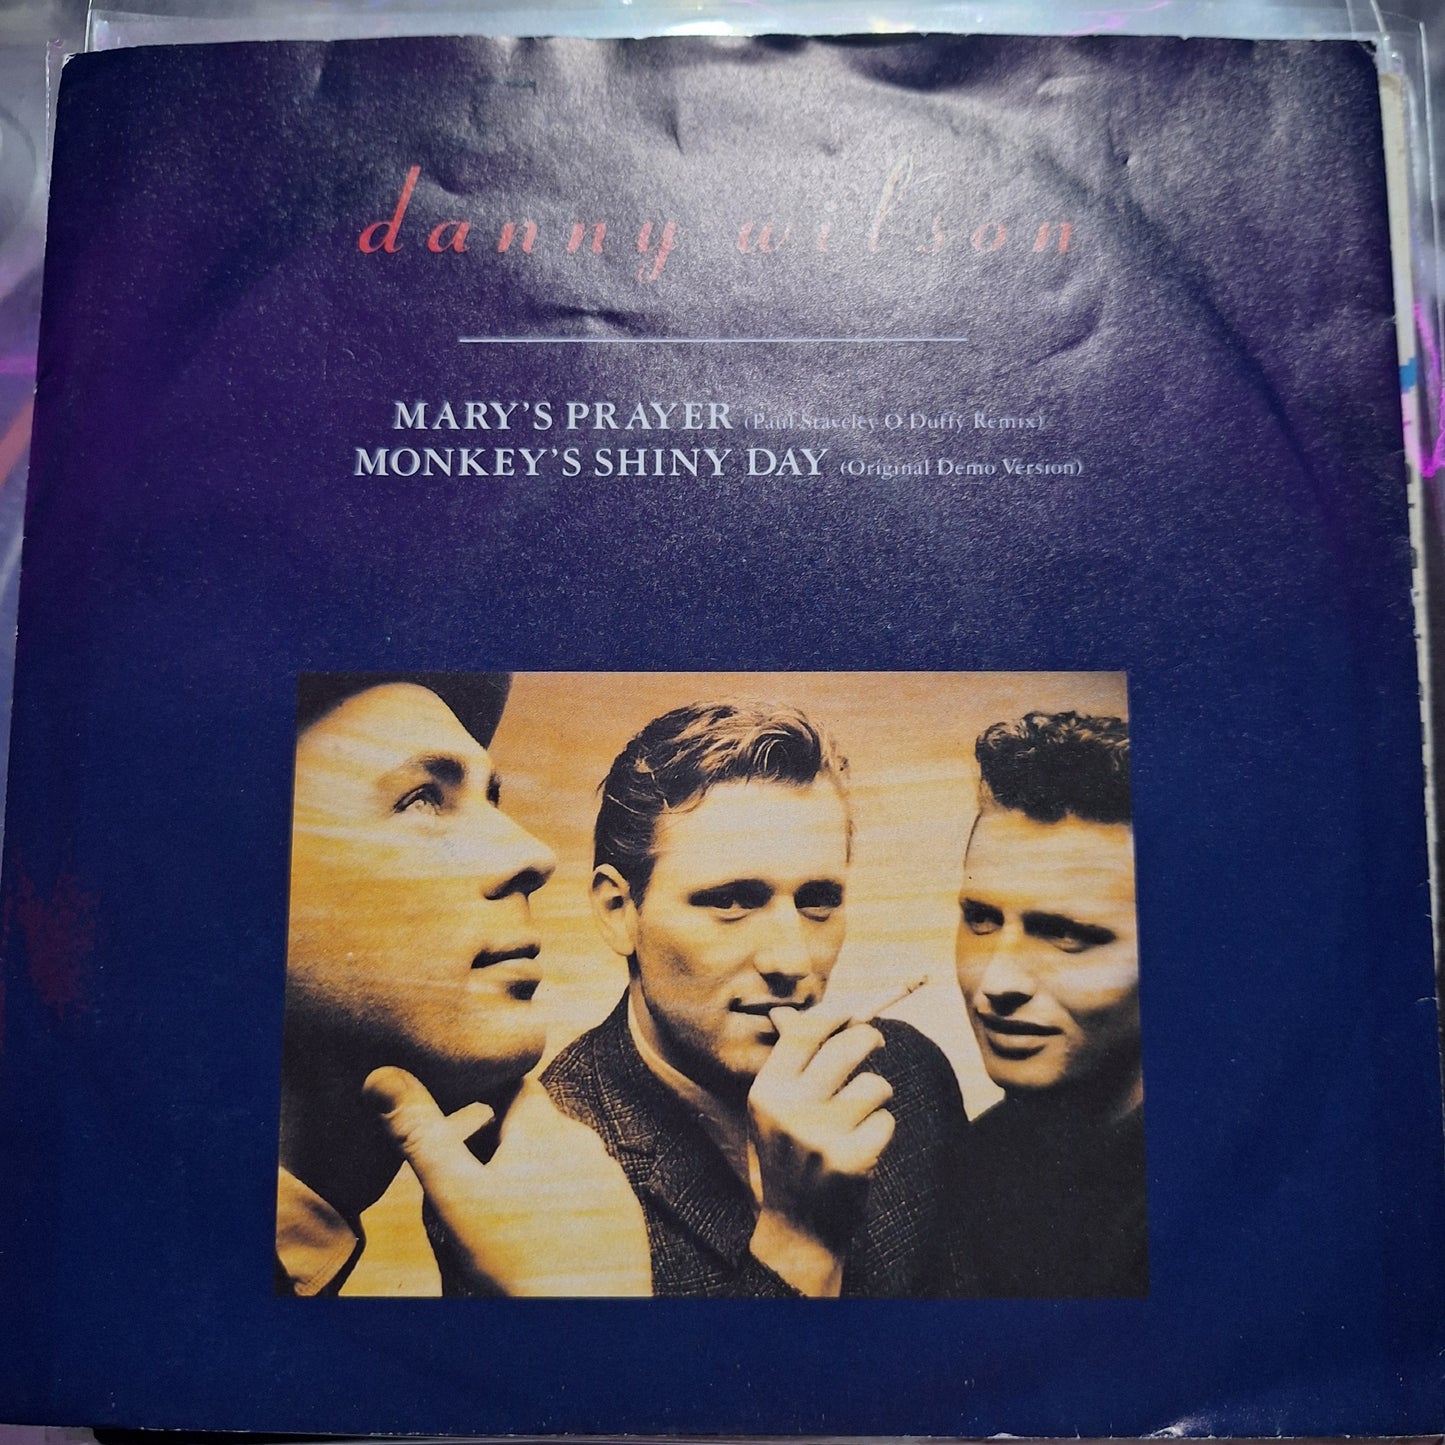 danny wilson
MARY'S PRAYER (Paul Staveley O'Duffy Remix)
MONKEY'S SHINY DAY (Original Demo Version)